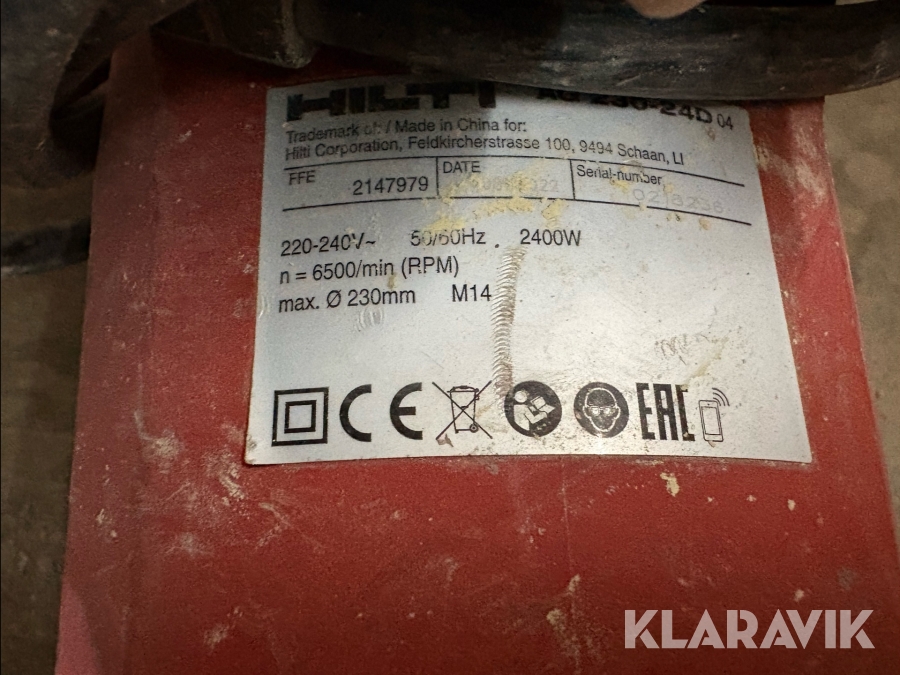 HILTI AG 230-24D 04
Trademark of: / Made in China for:
Hilti Corporation, Feldkircherstrasse 100, 9494 Schaan, LI
FFE DATE Serial-number
2147979
220-240V~ 50/60Hz 2400W
n = 6500/min (RPM)
max. Ø 230mm M14
CE EAC
KLARAVIK